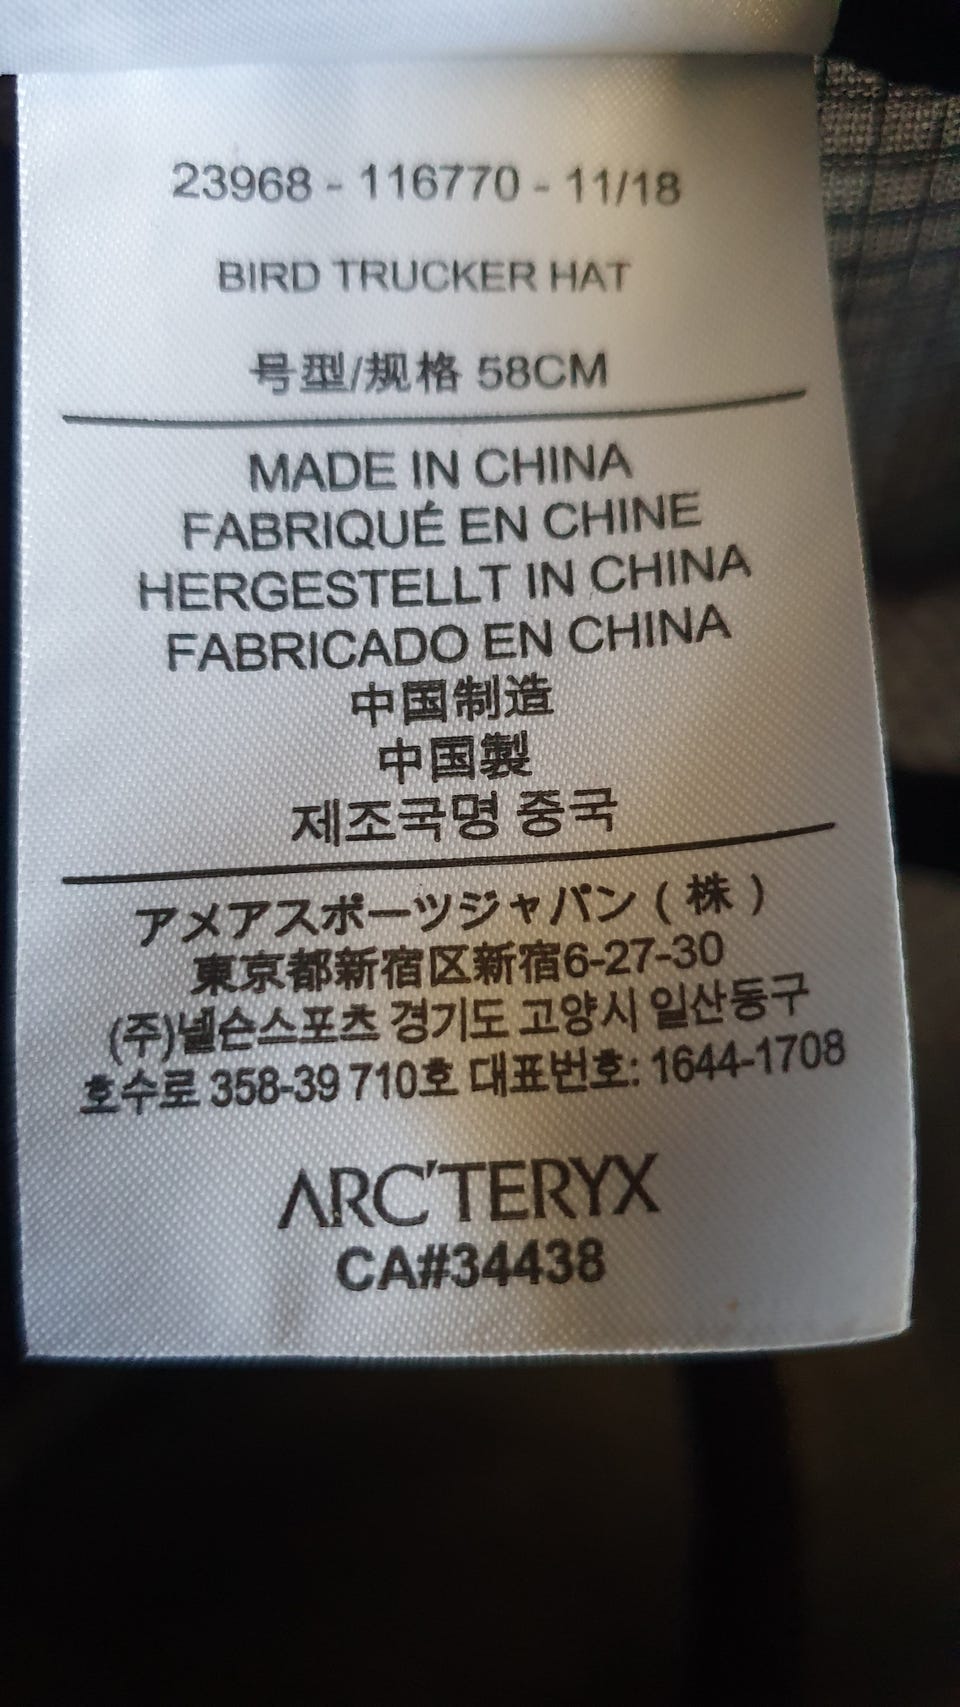 23968 - 116770 - 11/18
BIRD TRUCKER HAT
号型/规格 58CM
MADE IN CHINA
FABRIQUÉ EN CHINE
HERGESTELLT IN CHINA
FABRICADO EN CHINA
中国制造
中国製
제조국명 중국
アメアスポーツジャパン ( 株 )
東京都新宿区新宿6-27-30
(주)넬슨스포츠 경기도 고양시 일산동구
호수로 358-39 710호 대표번호: 1644-1708
ARC'TERYX
CA#34438